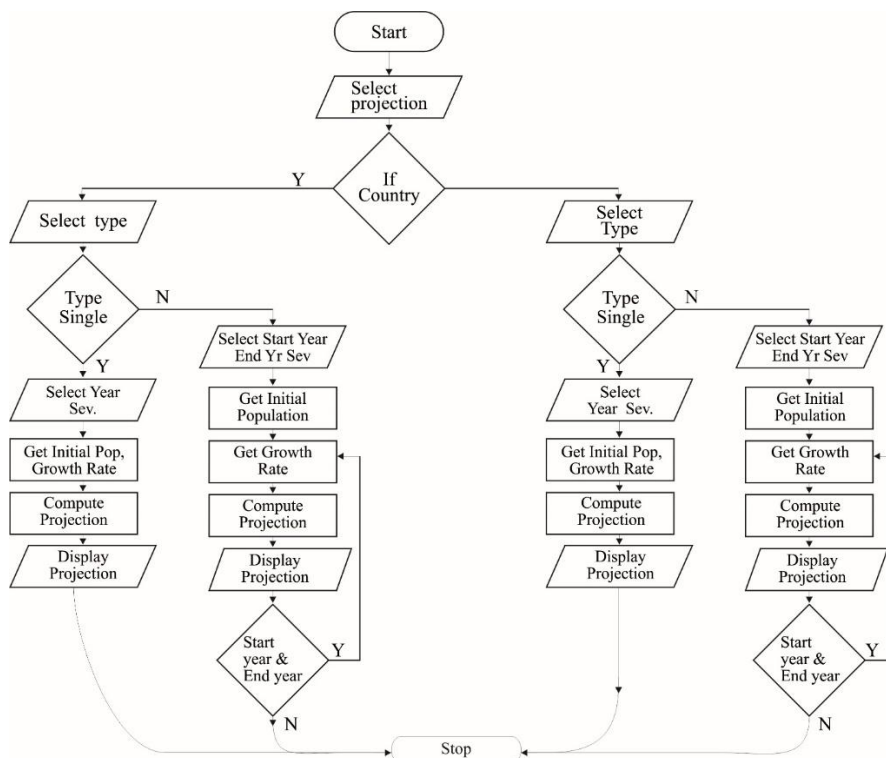 Start
Select
projection
If
Country
Y
Select type
Type
Single
N
Y
Select Year
Sev.
Get Initial Pop,
Growth Rate
Compute
Projection
Display
Projection
Select Start Year
End Yr Sev
Get Initial
Population
Get Growth
Rate
Compute
Projection
Display
Projection
Start
year &
End year
Y
N
Select
Type
Type
Single
N
Y
Select
Year Sev.
Get Initial Pop,
Growth Rate
Compute
Projection
Display
Projection
Select Start Year
End Yr Sev
Get Initial
Population
Get Growth
Rate
Compute
Projection
Display
Projection
Start
year &
End year
Y
N
Stop